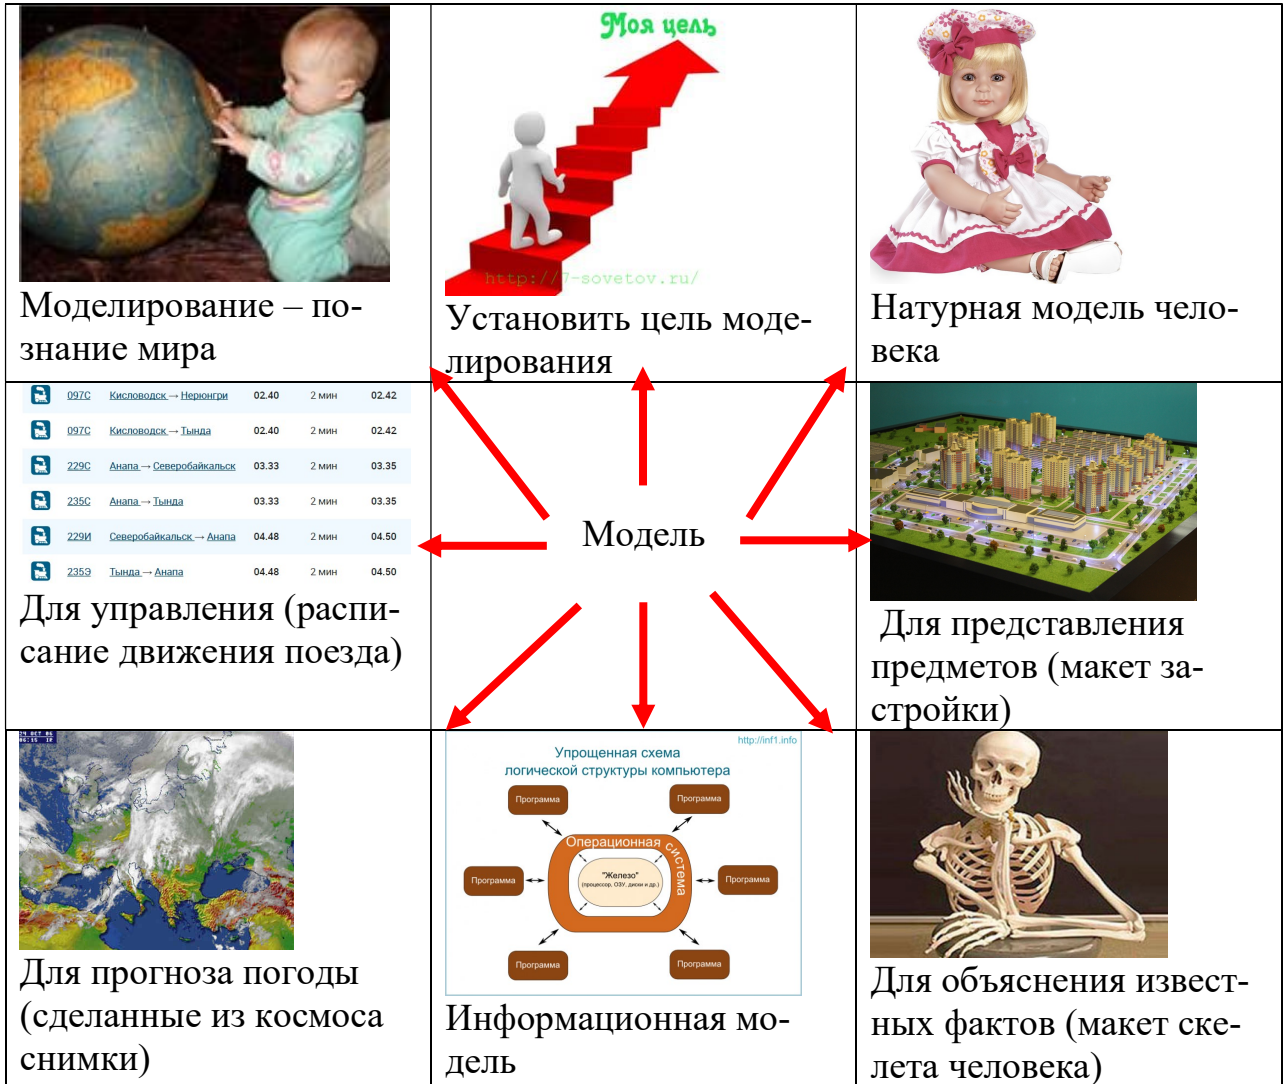 Моя цель
http://7-sovetov.ru/
Моделирование – по-
знание мира
Установить цель моде-
лирования
Натурная модель чело-
века
097С Кисловодск → Нерюнгри 02.40 2 мин 02.42
097С Кисловодск → Тында 02.40 2 мин 02.42
229С Анапа → Северобайкальск 03.33 2 мин 03.35
235С Анапа → Тында 03.33 2 мин 03.35
229И Северобайкальск → Анапа 04.48 2 мин 04.50
235Э Тында → Анапа 04.48 2 мин 04.50
Для управления (распи-
сание движения поезда)
Модель
Для представления
предметов (макет за-
стройки)
24 OCT 06
06:15 IR
Для прогноза погоды
(сделанные из космоса
снимки)
http://inf1.info
Упрощенная схема
логической структуры компьютера
Программа
Программа
Операционная система
Программа
"Железо"
(процессор, ОЗУ, диски и др.)
Программа
Программа
Программа
Информационная мо-
дель
Для объяснения извест-
ных фактов (макет ске-
лета человека)